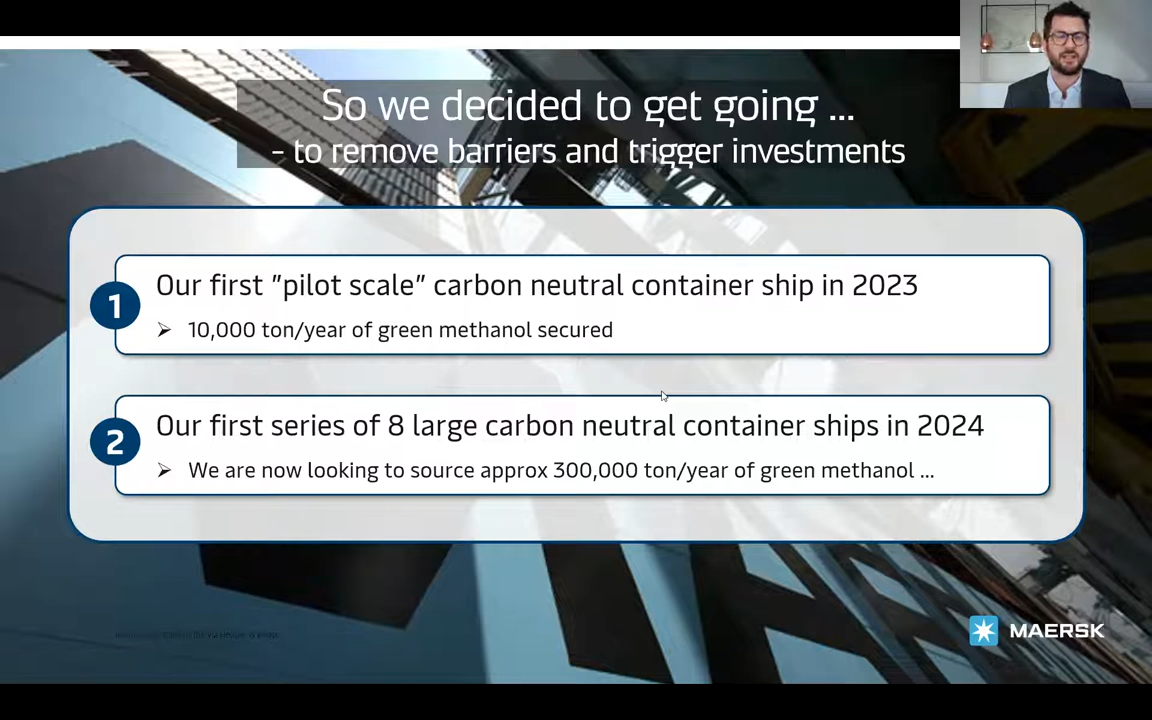 So we decided to get going ...
- to remove barriers and trigger investments
1
Our first "pilot scale" carbon neutral container ship in 2023
➢ 10,000 ton/year of green methanol secured
2
Our first series of 8 large carbon neutral container ships in 2024
➢ We are now looking to source approx 300,000 ton/year of green methanol ...
MAERSK